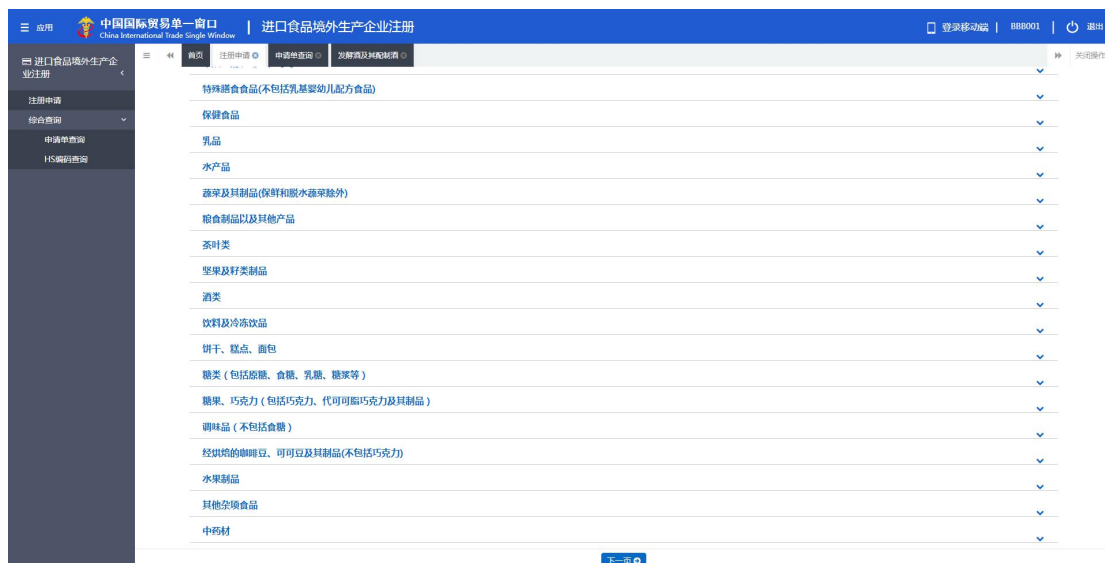 应用
中国国际贸易单一窗口
China International Trade Single Window
进口食品境外生产企业注册
登录移动端
BBB001
退出
进口食品境外生产企
业注册
注册申请
综合查询
申请单查询
HS编码查询
首页
注册申请
申请单查询
发酵酒及其配制酒
关闭操作
特殊膳食食品(不包括乳基婴幼儿配方食品)
保健食品
乳品
水产品
蔬菜及其制品(保鲜和脱水蔬菜除外)
粮食制品以及其他产品
茶叶类
坚果及籽类制品
酒类
饮料及冷冻饮品
饼干、糕点、面包
糖类（包括原糖、食糖、乳糖、糖浆等）
糖果、巧克力（包括巧克力、代可可脂巧克力及其制品）
调味品（不包括食糖）
经烘焙的咖啡豆、可可豆及其制品(不包括巧克力)
水果制品
其他杂项食品
中药材
下一页